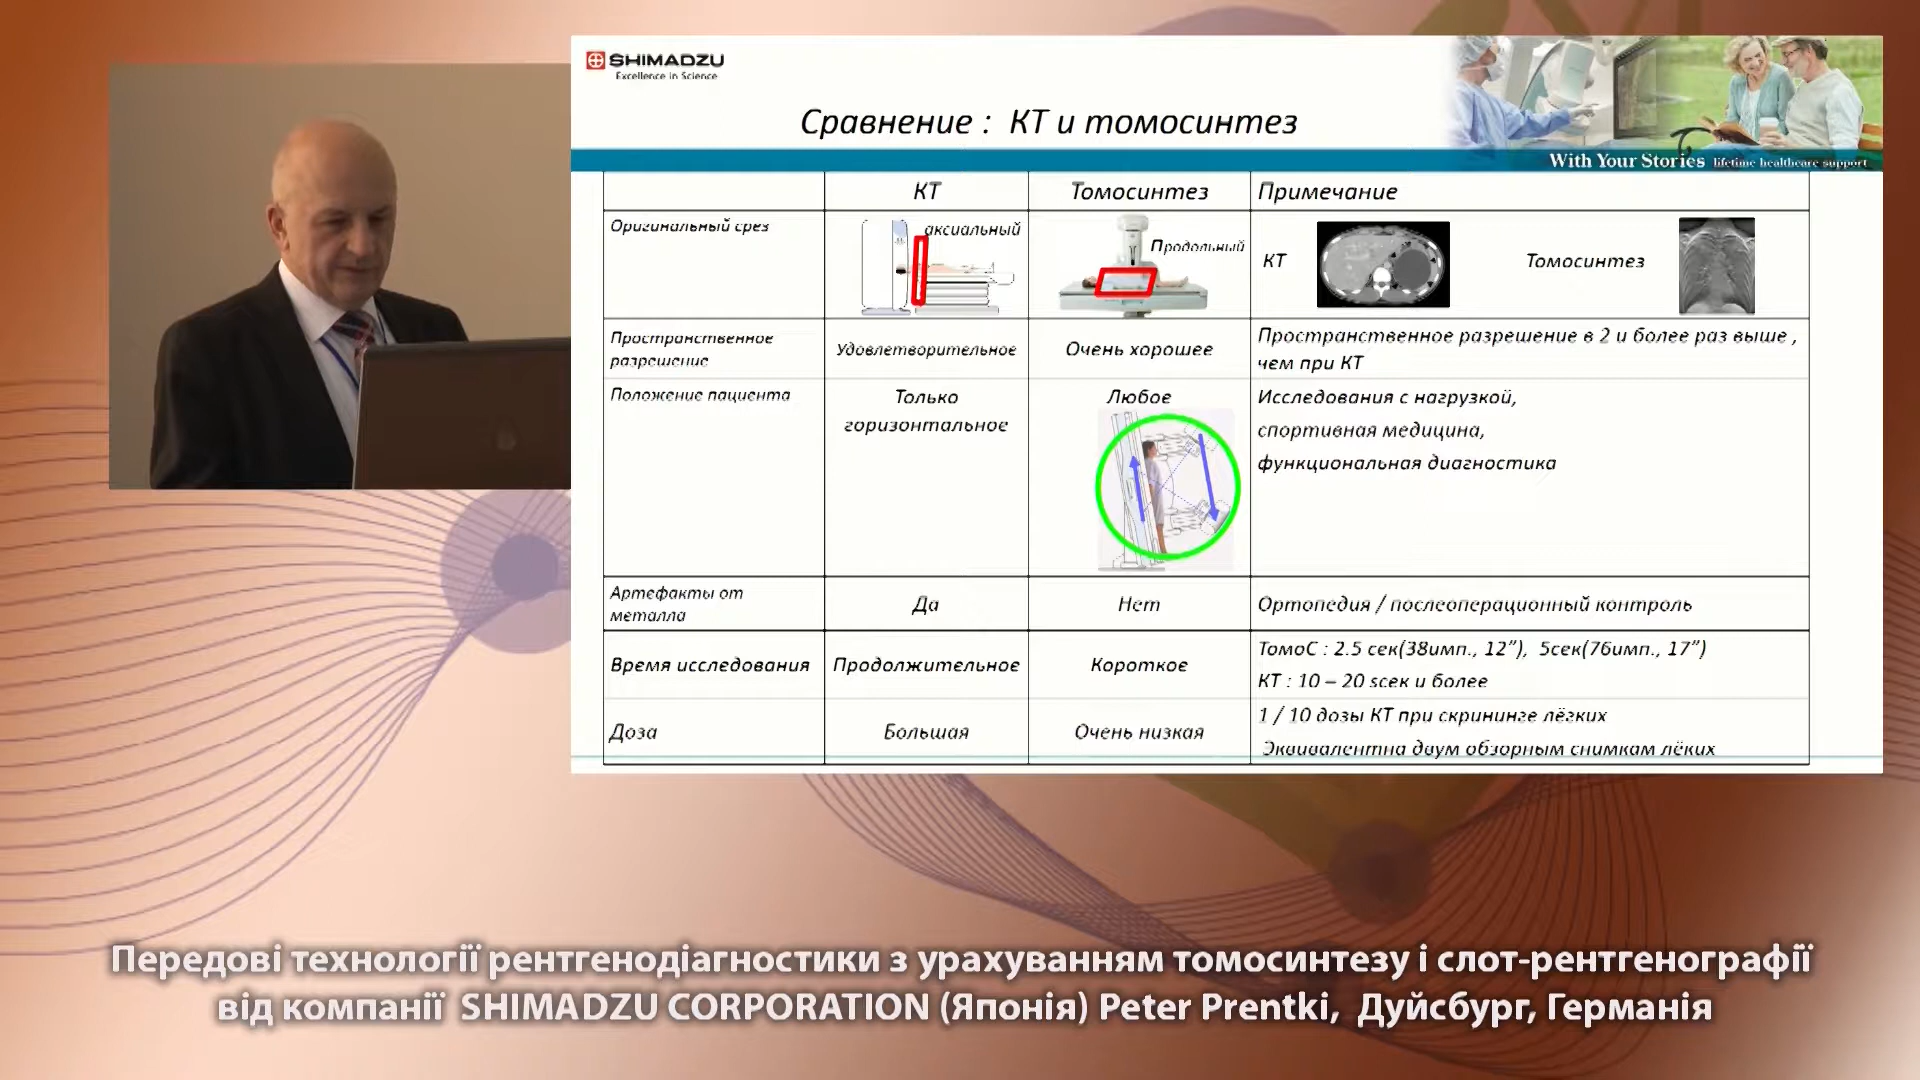 SHIMADZU
Excellence in Science
Сравнение : КТ и томосинтез
With Your Stories lifetime healthcare support
КТ Томосинтез Примечание
Оригинальный срез аксиальный Продольный КТ Томосинтез
Пространственное
разрешение
Удовлетворительное
Очень хорошее
Пространственное разрешение в 2 и более раз выше ,
чем при КТ
Положение пациента
Только
горизонтальное
Любое
Исследования с нагрузкой,
спортивная медицина,
функциональная диагностика
Артефакты от
металла
Да
Нет
Ортопедия / послеоперационный контроль
Время исследования
Продолжительное
Короткое
ТомоС : 2.5 сек(38имп., 12”), 5сек(76имп., 17”)
КТ : 10 – 20 sсек и более
Доза
Большая
Очень низкая
1 / 10 дозы КТ при скрининге лёгких
Эквивалентна двум обзорным снимкам лёких
Передові технології рентгенодіагностики з урахуванням томосинтезу і слот-рентгенографії
від компанії SHIMADZU CORPORATION (Японія) Peter Prentki, Дуйсбург, Германія